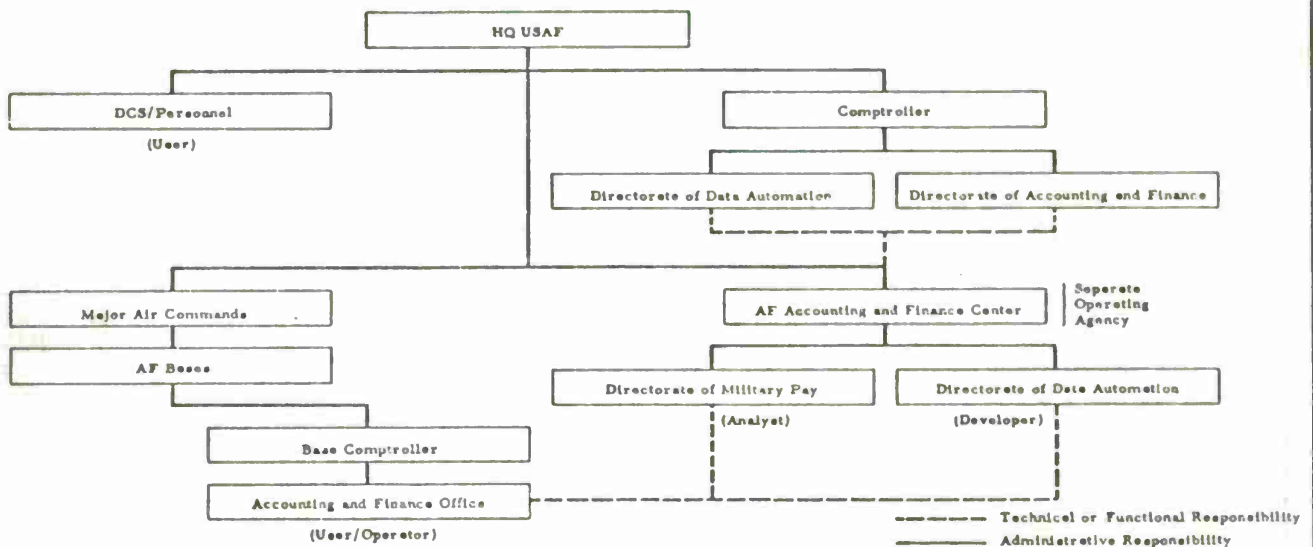 HQ USAF
DCS/Personnel
(User)
Comptroller
Directorate of Data Automation
Directorate of Accounting and Finance
Major Air Commands
AF Accounting and Finance Center
Separate
Operating
Agency
AF Bases
Directorate of Military Pay
(Analyst)
Directorate of Data Automation
(Developer)
Base Comptroller
Accounting and Finance Office
(User/Operator)
Technical or Functional Responsibility
Administrative Responsibility